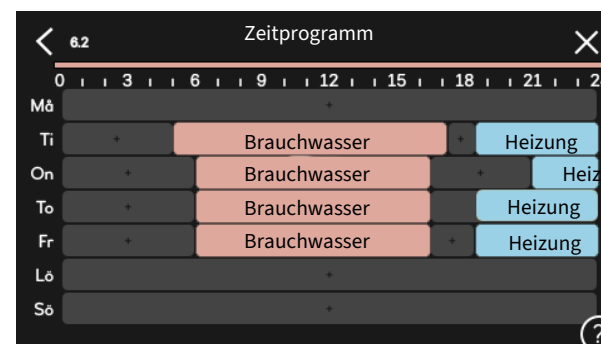 6.2 Zeitprogramm
0 3 6 9 12 15 18 21 2
Må
Ti Brauchwasser Heizung
On Brauchwasser Heiz
To Brauchwasser Heizung
Fr Brauchwasser Heizung
Lö
Sö
?